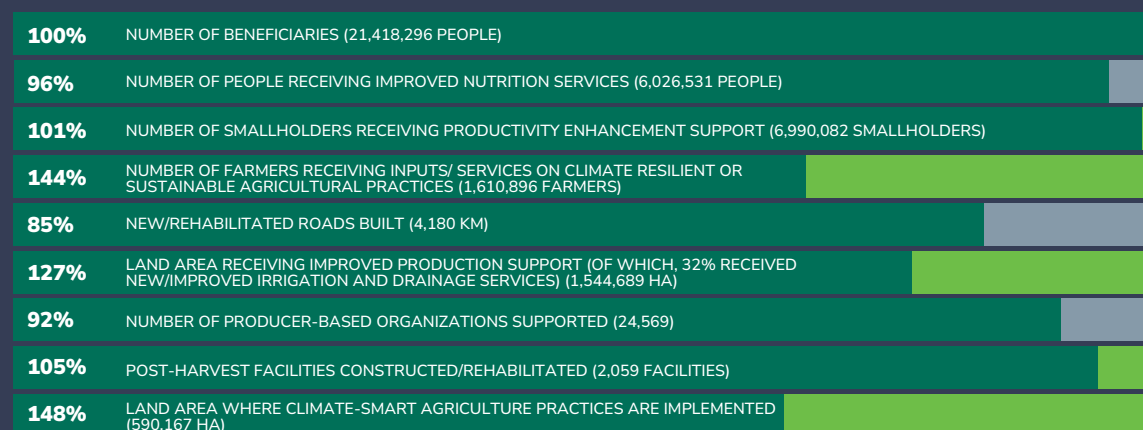 100% NUMBER OF BENEFICIARIES (21,418,296 PEOPLE)
96% NUMBER OF PEOPLE RECEIVING IMPROVED NUTRITION SERVICES (6,026,531 PEOPLE)
101% NUMBER OF SMALLHOLDERS RECEIVING PRODUCTIVITY ENHANCEMENT SUPPORT (6,990,082 SMALLHOLDERS)
144% NUMBER OF FARMERS RECEIVING INPUTS/ SERVICES ON CLIMATE RESILIENT OR
SUSTAINABLE AGRICULTURAL PRACTICES (1,610,896 FARMERS)
85% NEW/REHABILITATED ROADS BUILT (4,180 KM)
127% LAND AREA RECEIVING IMPROVED PRODUCTION SUPPORT (OF WHICH, 32% RECEIVED
NEW/IMPROVED IRRIGATION AND DRAINAGE SERVICES) (1,544,689 HA)
92% NUMBER OF PRODUCER-BASED ORGANIZATIONS SUPPORTED (24,569)
105% POST-HARVEST FACILITIES CONSTRUCTED/REHABILITATED (2,059 FACILITIES)
148% LAND AREA WHERE CLIMATE-SMART AGRICULTURE PRACTICES ARE IMPLEMENTED
(590,167 HA)